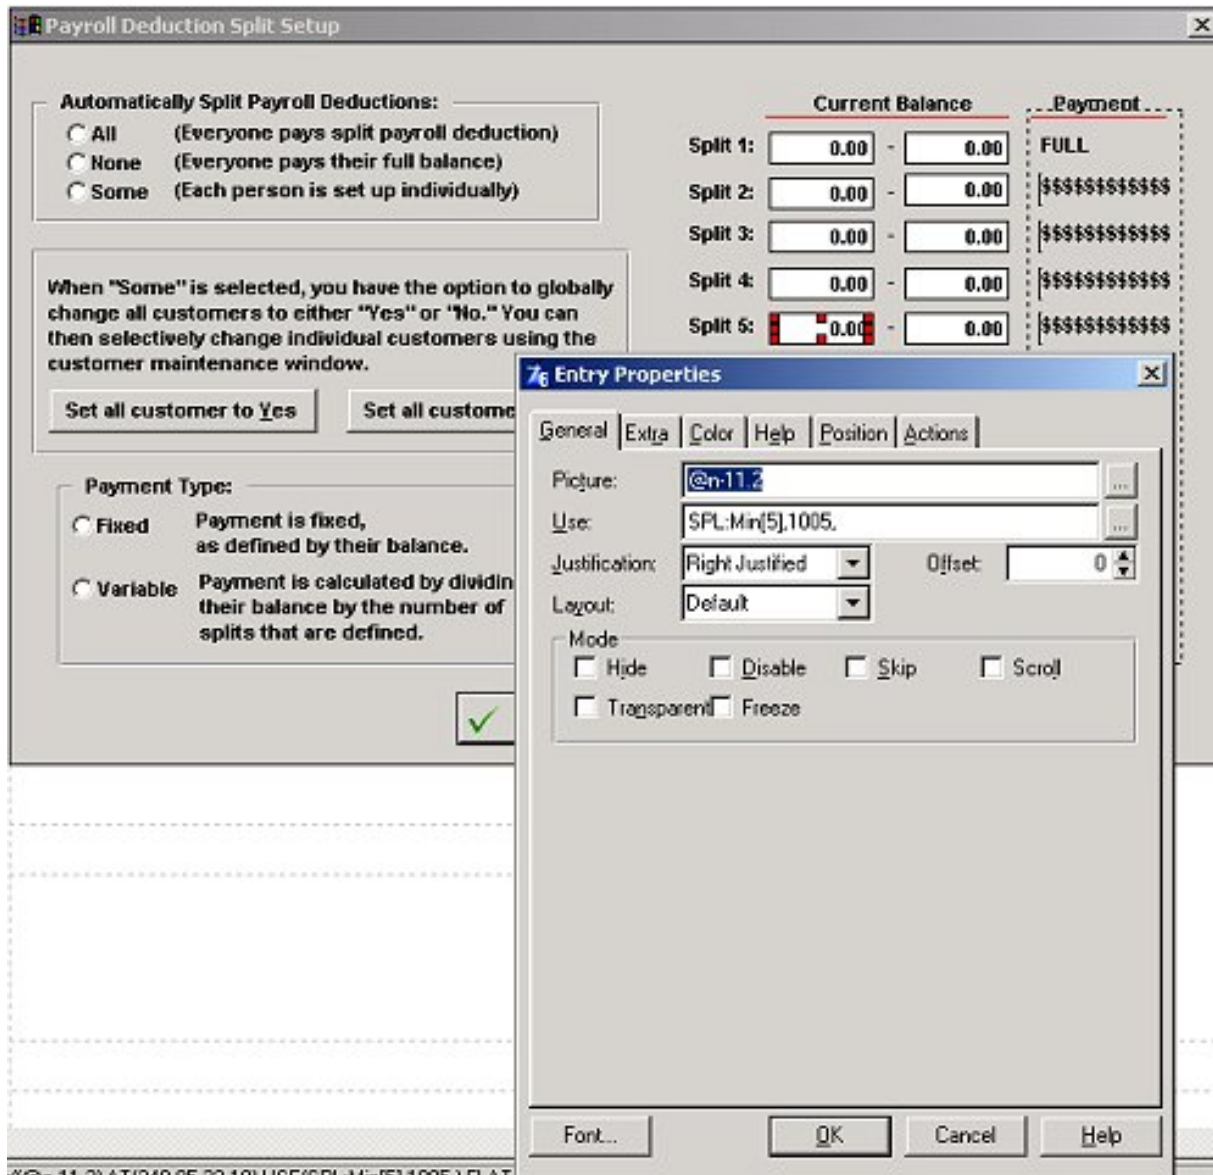 Payroll Deduction Split Setup
Automatically Split Payroll Deductions:
All (Everyone pays split payroll deduction)
None (Everyone pays their full balance)
Some (Each person is set up individually)
Current Balance Payment
Split 1: 0.00 - 0.00 FULL
Split 2: 0.00 - 0.00 $$$$$$$$$$$$
Split 3: 0.00 - 0.00 $$$$$$$$$$$$
Split 4: 0.00 - 0.00 $$$$$$$$$$$$
Split 5: 0.00 - 0.00 $$$$$$$$$$$$
When "Some" is selected, you have the option to globally
change all customers to either "Yes" or "No." You can
then selectively change individual customers using the
customer maintenance window.
Set all customer to Yes Set all custome
Payment Type:
Fixed Payment is fixed,
as defined by their balance.
Variable Payment is calculated by dividin
their balance by the number of
splits that are defined.
Entry Properties
General Extra Color Help Position Actions
Picture: @n-11.2 ...
Use: SPL:Min[5],1005, ...
Justification: Right Justified Offset: 0
Layout: Default
Mode
Hide Disable Skip Scroll
Transparent Freeze
Font... OK Cancel Help